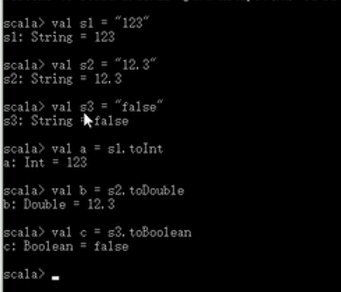 scala> val s1 = "123"
s1: String = 123
scala> val s2 = "12.3"
s2: String = 12.3
scala> val s3 = "false"
s3: String = false
scala> val a = s1.toInt
a: Int = 123
scala> val b = s2.toDouble
b: Double = 12.3
scala> val c = s3.toBoolean
c: Boolean = false
scala>